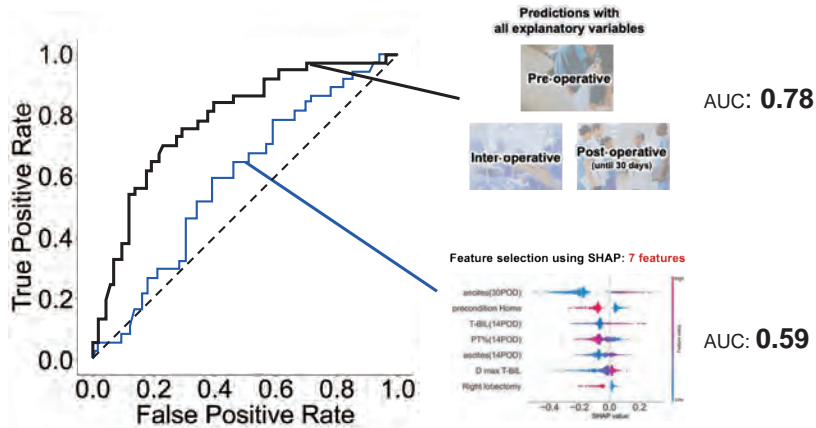 Predictions with
all explanatory variables
Pre-operative
Inter-operative
Post-operative
(until 30 days)
AUC: 0.78
True Positive Rate
1.0
0.8
0.6
0.4
0.2
0.0
0.0
0.2
0.4
0.6
0.8
1.0
False Positive Rate
Feature selection using SHAP: 7 features
ascites(30POD)
precondition Home
T-BIL(14POD)
PT%(14POD)
ascites(14POD)
D max T-BIL
Right lobectomy
−0.4
−0.2
0.0
0.2
SHAP value
High
Feature value
Low
AUC: 0.59